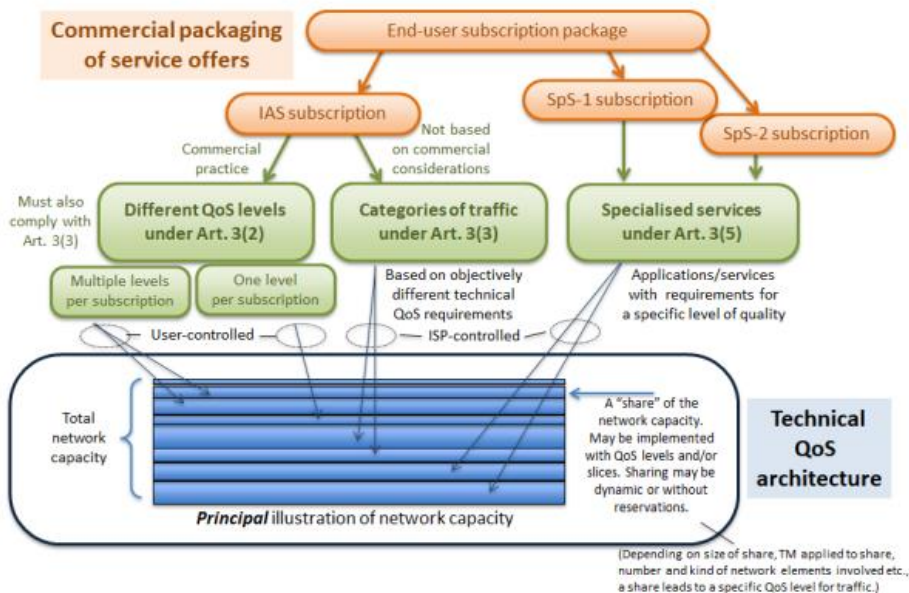 Commercial packaging
of service offers
End-user subscription package
IAS subscription
SpS-1 subscription
SpS-2 subscription
Commercial
practice
Not based
on commercial
considerations
Must also
comply with
Art. 3(3)
Different QoS levels
under Art. 3(2)
Categories of traffic
under Art. 3(3)
Specialised services
under Art. 3(5)
Multiple levels
per subscription
One level
per subscription
Based on objectively
different technical
QoS requirements
Applications/services
with requirements for
a specific level of quality
User-controlled
ISP-controlled
Total
network
capacity
A “share” of the
network capacity.
May be implemented
with QoS levels and/or
slices. Sharing may be
dynamic or without
reservations.
Technical
QoS
architecture
Principal illustration of network capacity
(Depending on size of share, TM applied to share,
number and kind of network elements involved etc.,
a share leads to a specific QoS level for traffic.)